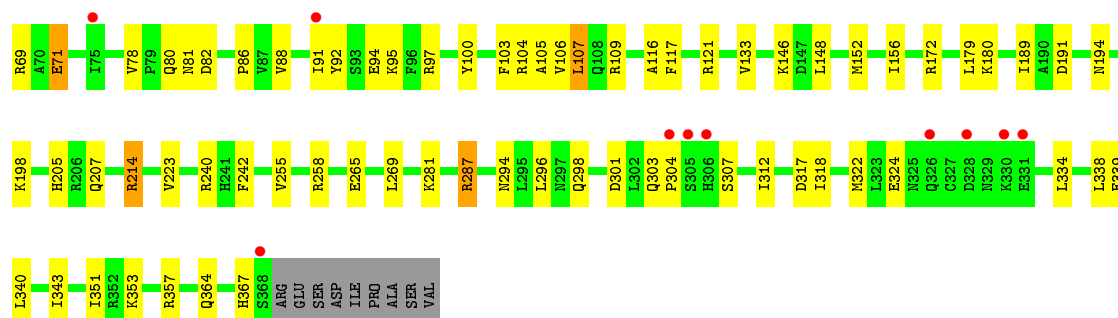 R69 A70 E71 I75 V78 P79 Q80 N81 D82 P86 V87 V88 I91 Y92 S93 E94 K95 F96 R97 Y100 F103 R104 A105 V106 L107 Q108 R109 A116 F117 R121 V133 K146 D147 L148 M152 I156 R172 L179 K180 I189 A190 D191 N194
K198 H205 R206 Q207 R214 V223 R240 H241 F242 V255 R258 E265 L269 K281 R287 N294 L295 L296 N297 Q298 D301 L302 Q303 P304 S305 H306 S307 I312 D317 I318 M322 L323 E324 N325 Q326 C327 D328 N329 K330 E331 L334 L338
L340 I343 I351 R352 K353 R357 Q364 H367 S368 ARG GLU SER ASP ILE PRO ALA SER VAL